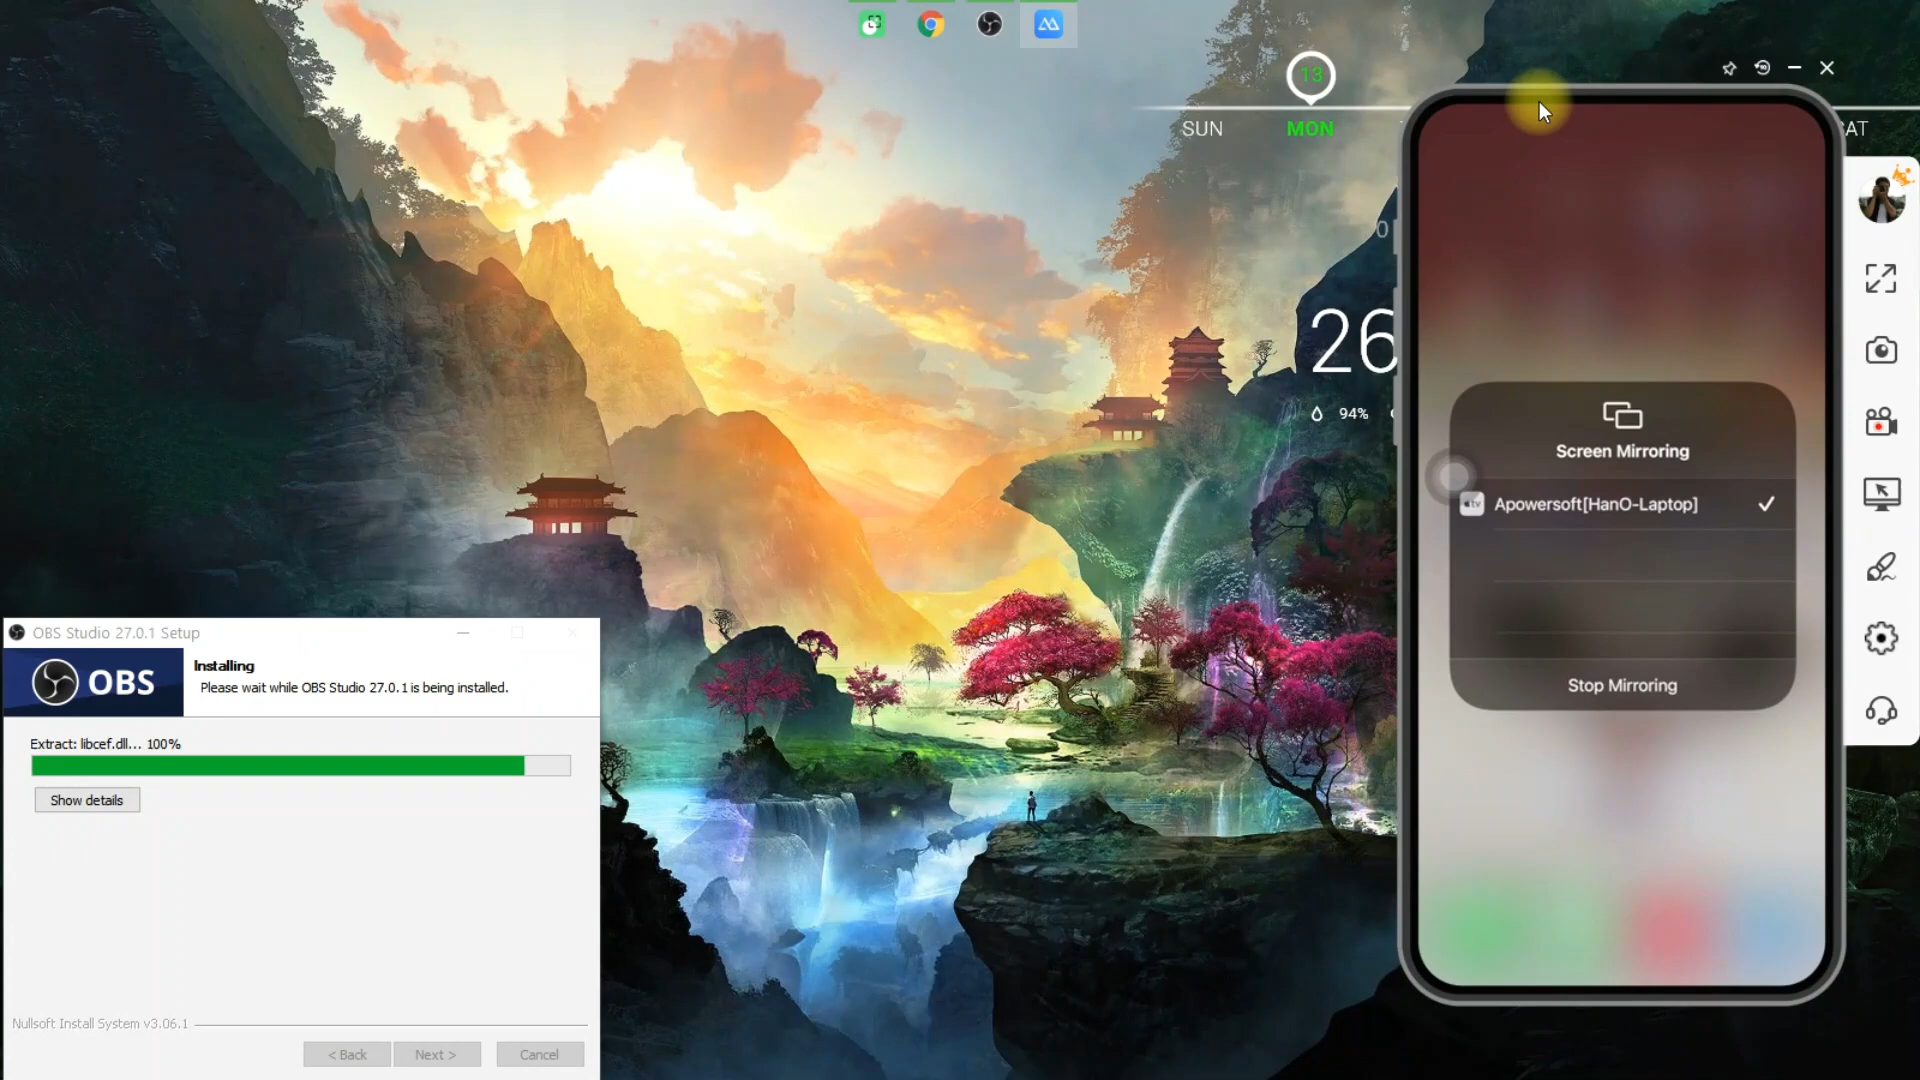 13
SUN
MON
AT
0
26
94%
Screen Mirroring
tv
Apowersoft[HanO-Laptop]
Stop Mirroring
OBS Studio 27.0.1 Setup
OBS
Installing
Please wait while OBS Studio 27.0.1 is being installed.
Extract: libcef.dll... 100%
Show details
Nullsoft Install System v3.06.1
< Back
Next >
Cancel